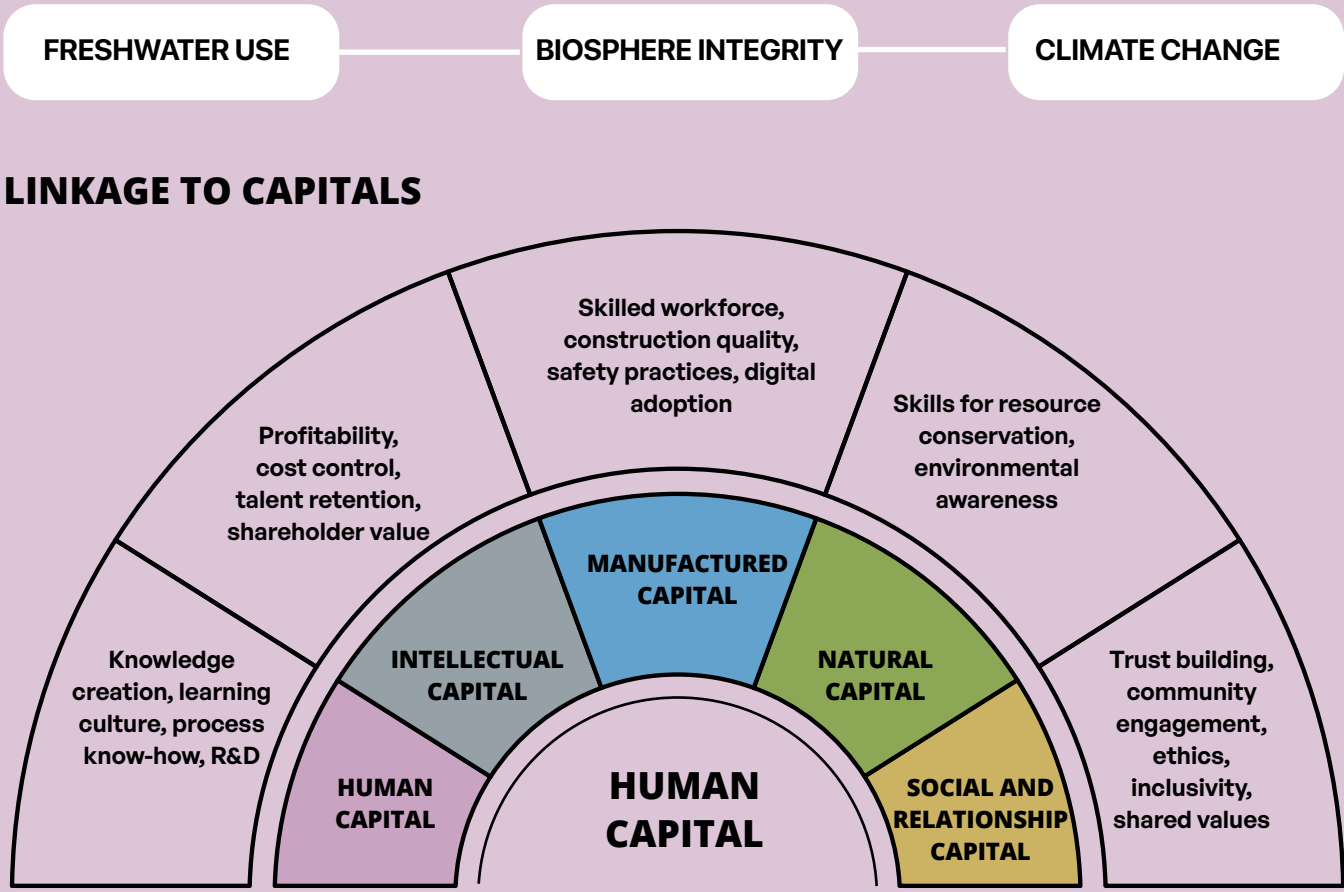 FRESHWATER USE
BIOSPHERE INTEGRITY
CLIMATE CHANGE
LINKAGE TO CAPITALS
Knowledge
creation, learning
culture, process
know-how, R&D
Profitability,
cost control,
talent retention,
shareholder value
Skilled workforce,
construction quality,
safety practices, digital
adoption
Skills for resource
conservation,
environmental
awareness
Trust building,
community
engagement,
ethics,
inclusivity,
shared values
HUMAN
CAPITAL
INTELLECTUAL
CAPITAL
MANUFACTURED
CAPITAL
NATURAL
CAPITAL
SOCIAL AND
RELATIONSHIP
CAPITAL
HUMAN
CAPITAL